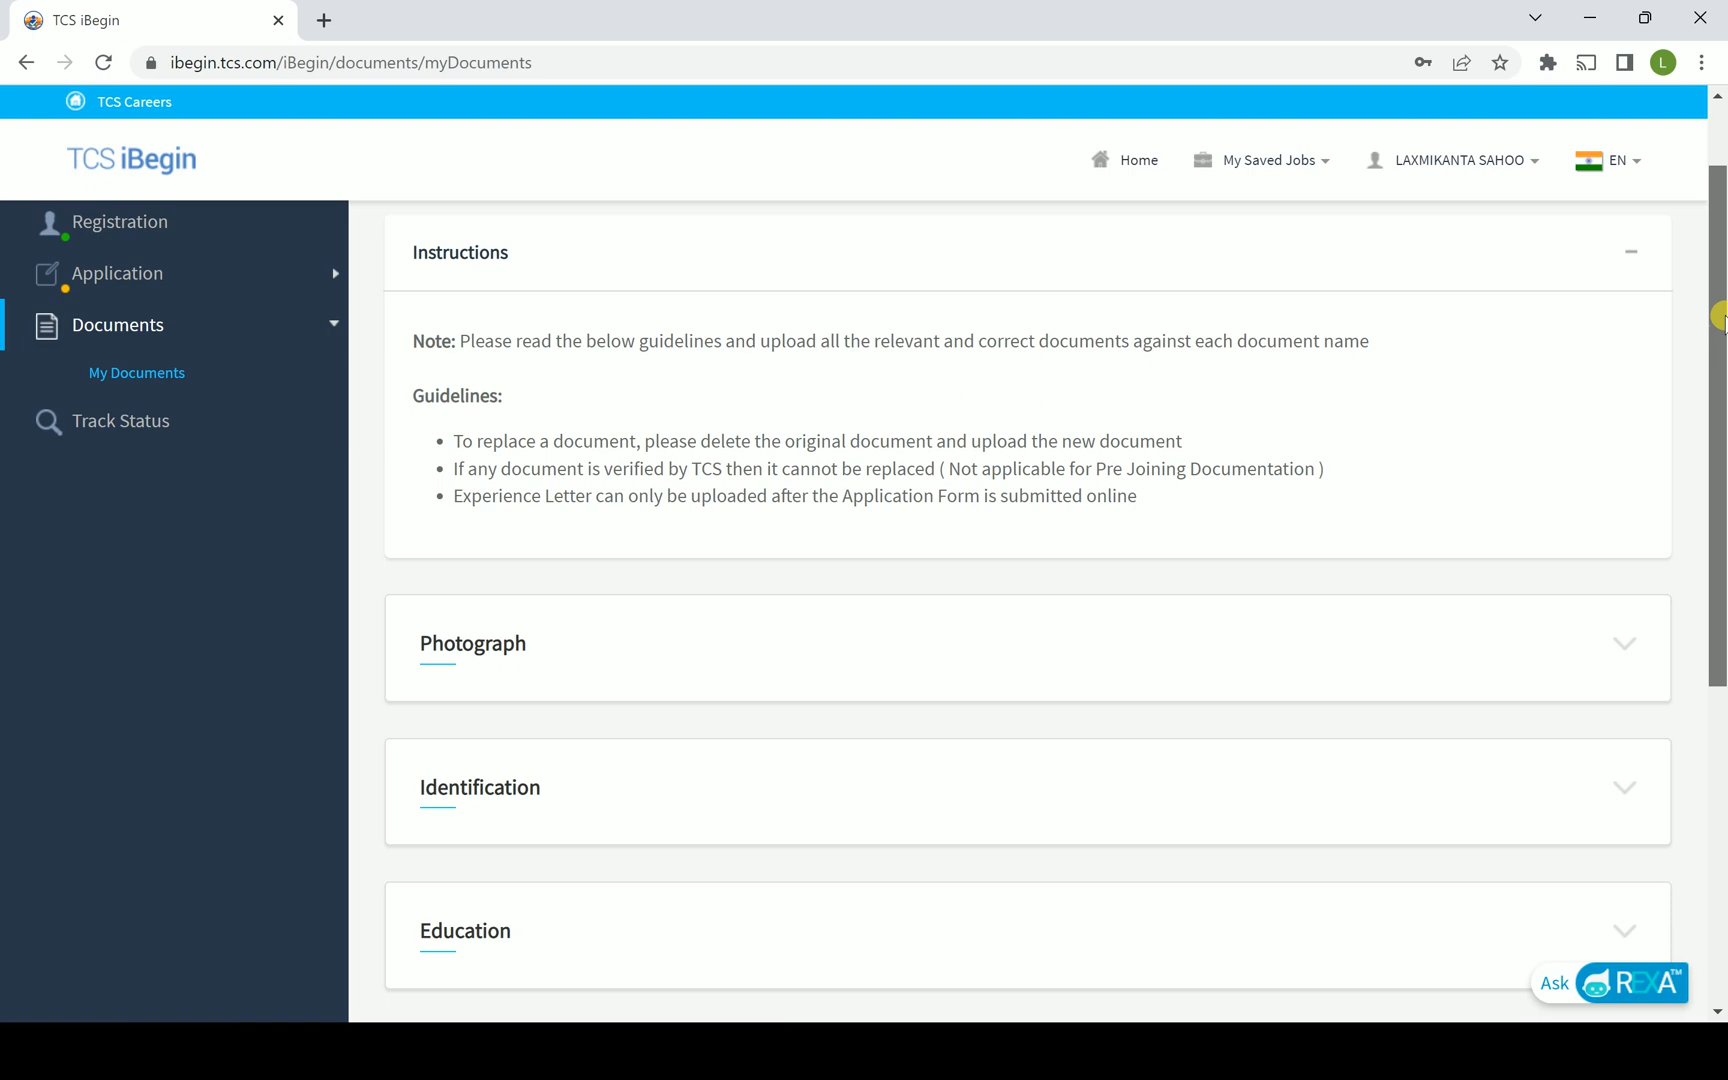 TCS iBegin
ibegin.tcs.com/iBegin/documents/myDocuments
L
TCS Careers
TCS iBegin
Home
My Saved Jobs
LAXMIKANTA SAHOO
EN
Registration
Application
Documents
My Documents
Track Status
Instructions
Note: Please read the below guidelines and upload all the relevant and correct documents against each document name
Guidelines:
• To replace a document, please delete the original document and upload the new document
• If any document is verified by TCS then it cannot be replaced ( Not applicable for Pre Joining Documentation )
• Experience Letter can only be uploaded after the Application Form is submitted online
Photograph
Identification
Education
Ask REXA™